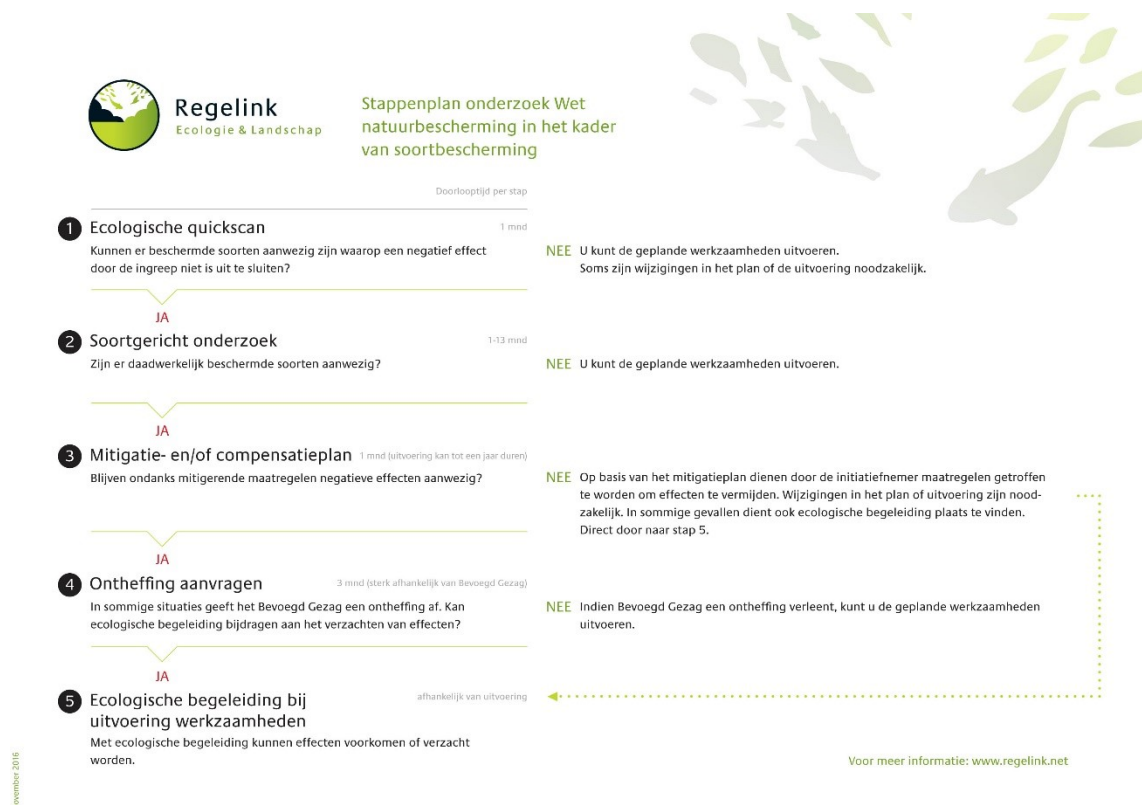 Regelink
Ecologie & Landschap
Stappenplan onderzoek Wet
natuurbescherming in het kader
van soortbescherming
Doorlooptijd per stap
1 Ecologische quickscan 1 mnd
Kunnen er beschermde soorten aanwezig zijn waarop een negatief effect
door de ingreep niet is uit te sluiten?
NEE U kunt de geplande werkzaamheden uitvoeren.
Soms zijn wijzigingen in het plan of de uitvoering noodzakelijk.
JA
2 Soortgericht onderzoek 1-13 mnd
Zijn er daadwerkelijk beschermde soorten aanwezig?
NEE U kunt de geplande werkzaamheden uitvoeren.
JA
3 Mitigatie- en/of compensatieplan 1 mnd (uitvoering kan tot een jaar duren)
Blijven ondanks mitigerende maatregelen negatieve effecten aanwezig?
NEE Op basis van het mitigatieplan dienen door de initiatiefnemer maatregelen getroffen
te worden om effecten te vermijden. Wijzigingen in het plan of uitvoering zijn nood-
zakelijk. In sommige gevallen dient ook ecologische begeleiding plaats te vinden.
Direct door naar stap 5.
JA
4 Ontheffing aanvragen 3 mnd (sterk afhankelijk van Bevoegd Gezag)
In sommige situaties geeft het Bevoegd Gezag een ontheffing af. Kan
ecologische begeleiding bijdragen aan het verzachten van effecten?
NEE Indien Bevoegd Gezag een ontheffing verleent, kunt u de geplande werkzaamheden
uitvoeren.
JA
5 Ecologische begeleiding bij afhankelijk van uitvoering
uitvoering werkzaamheden
Met ecologische begeleiding kunnen effecten voorkomen of verzacht
worden.
Voor meer informatie: www.regelink.net
ovember 2016